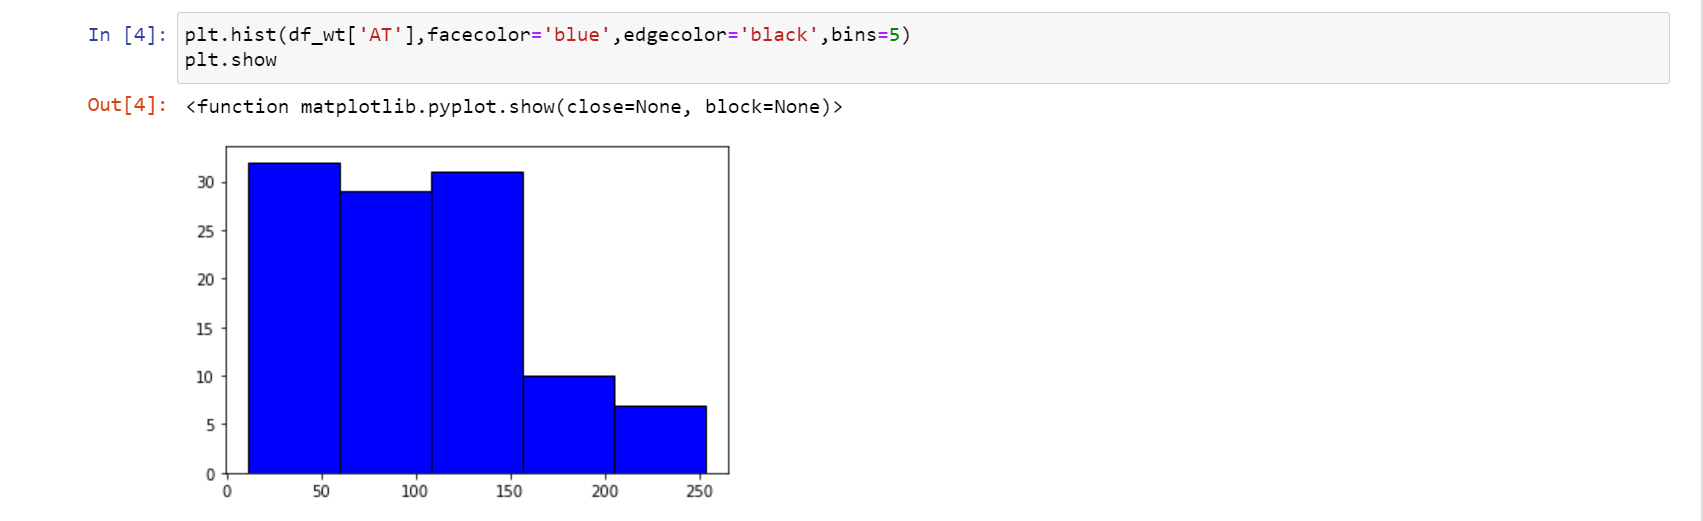 In [4]: plt.hist(df_wt['AT'],facecolor='blue',edgecolor='black',bins=5)
plt.show
Out[4]: <function matplotlib.pyplot.show(close=None, block=None)>
30
25
20
15
10
5
0
0 50 100 150 200 250